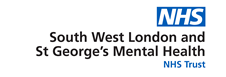 NHS
South West London and
St George's Mental Health
NHS Trust